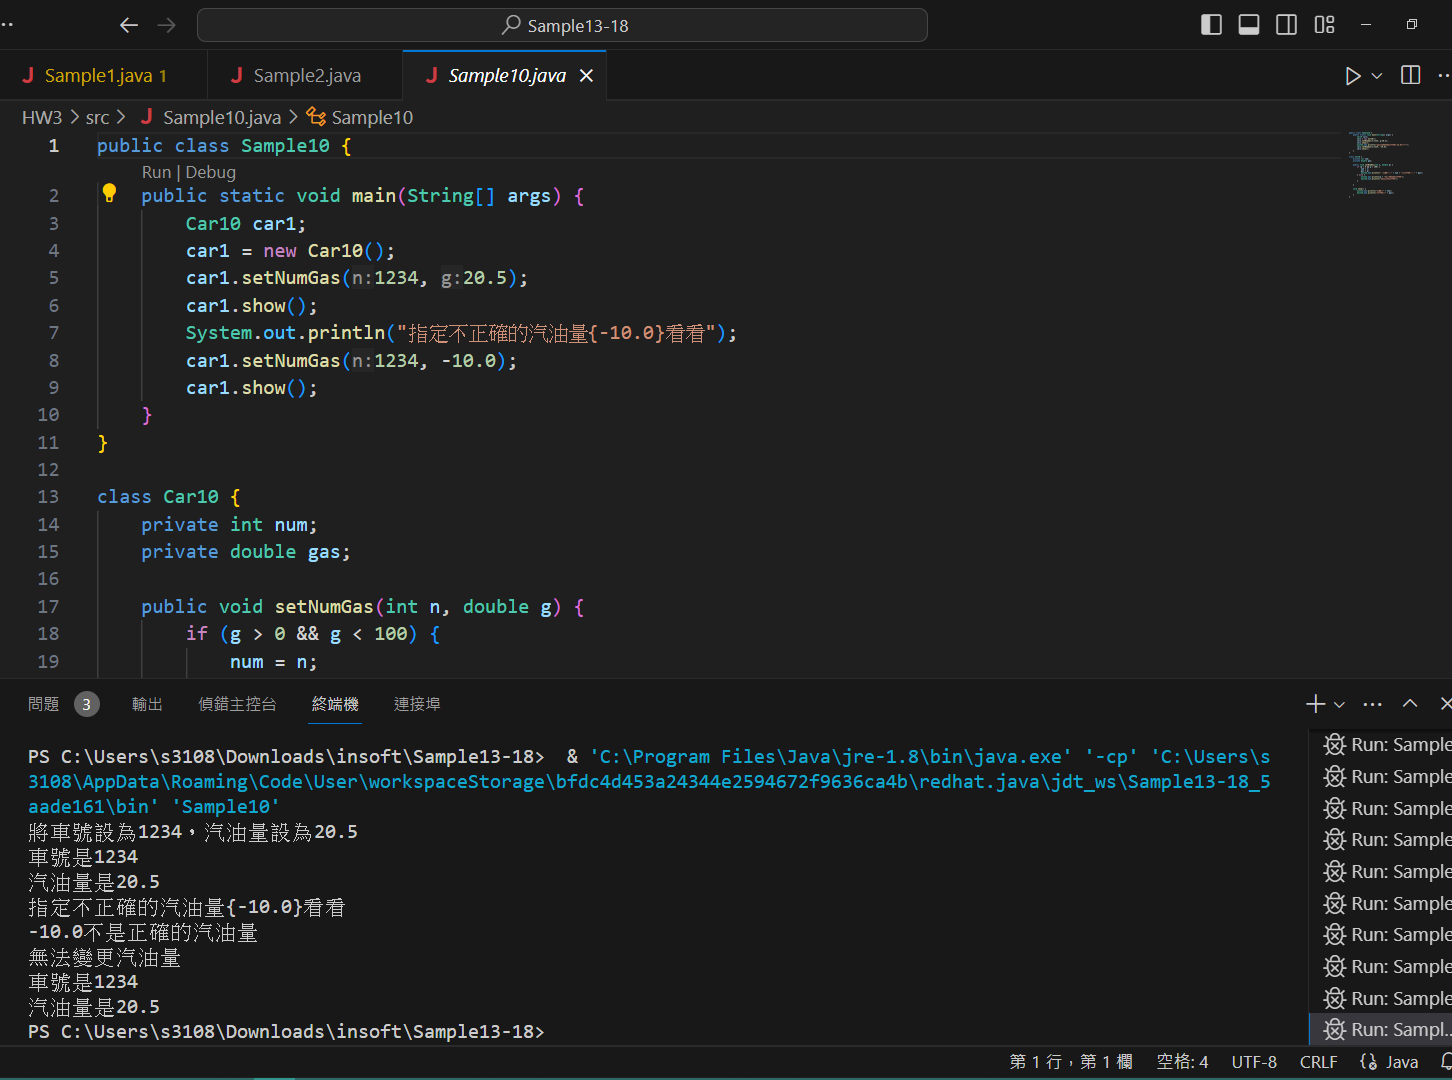 Sample13-18
Sample1.java 1
Sample2.java
Sample10.java
HW3 > src > Sample10.java > Sample10
1 public class Sample10 {
Run | Debug
2 public static void main(String[] args) {
3 Car10 car1;
4 car1 = new Car10();
5 car1.setNumGas(n:1234, g:20.5);
6 car1.show();
7 System.out.println("指定不正確的汽油量{-10.0}看看");
8 car1.setNumGas(n:1234, -10.0);
9 car1.show();
10 }
11 }
12
13 class Car10 {
14 private int num;
15 private double gas;
16
17 public void setNumGas(int n, double g) {
18 if (g > 0 && g < 100) {
19 num = n;
問題 3 輸出 偵錯主控台 終端機 連接埠
PS C:\Users\s3108\Downloads\insoft\Sample13-18>  & 'C:\Program Files\Java\jre-1.8\bin\java.exe' '-cp' 'C:\Users\s
3108\AppData\Roaming\Code\User\workspaceStorage\bfdc4d453a24344e2594672f9636ca4b\redhat.java\jdt_ws\Sample13-18_5
aade161\bin' 'Sample10'
將車號設為1234，汽油量設為20.5
車號是1234
汽油量是20.5
指定不正確的汽油量{-10.0}看看
-10.0不是正確的汽油量
無法變更汽油量
車號是1234
汽油量是20.5
PS C:\Users\s3108\Downloads\insoft\Sample13-18>
Run: Sample
Run: Sample
Run: Sample
Run: Sample
Run: Sample
Run: Sample
Run: Sample
Run: Sample
Run: Sample
Run: Sampl...
第 1 行，第 1 欄 空格: 4 UTF-8 CRLF Java